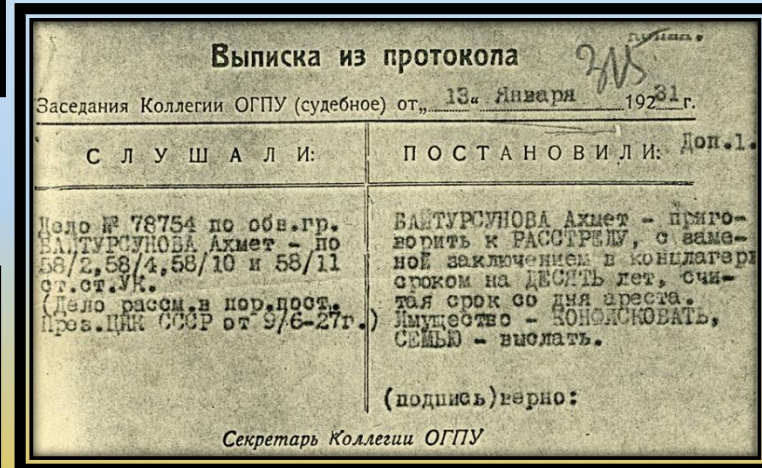 Выписка из протокола
Заседания Коллегии ОГПУ (судебное) от „ 13 " Января 1931 г.
СЛУШАЛИ:
Дело № 78754 по обв.гр.
БАЙТУРСУНОВА Ахмет - по
58/2,58/4,58/10 и 58/11
ст.ст.УК.
(Дело рассм.в пор.пост.
През.ЦИК СССР от 9/6-27г.)
ПОСТАНОВИЛИ: Доп.1.
БАЙТУРСУНОВА Ахмет - приго-
ворить к РАССТРЕЛУ, с заме-
ной заключением в концлагерь
сроком на ДЕСЯТЬ лет, счи-
тая срок со дня ареста.
Имущество - КОНФИСКОВАТЬ,
СЕМЬЮ - выслать.
(подпись)верно:
Секретарь Коллегии ОГПУ